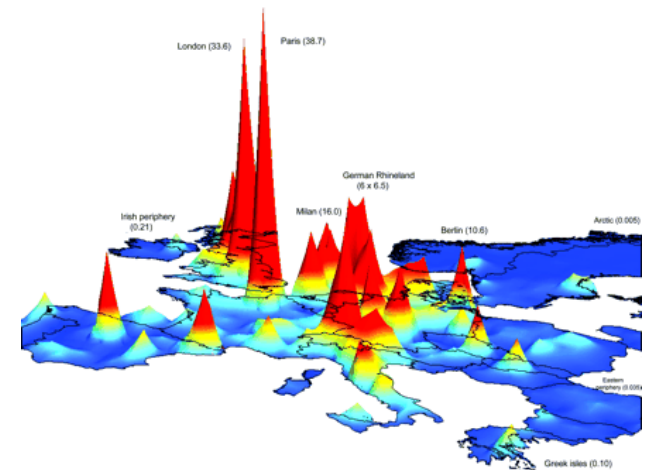 London (33.6)
Paris (38.7)
German Rhineland
(6 x 6.5)
Milan (16.0)
Irish periphery
(0.21)
Berlin (10.6)
Arctic (0.005)
Eastern
periphery (0.005)
Greek isles (0.10)